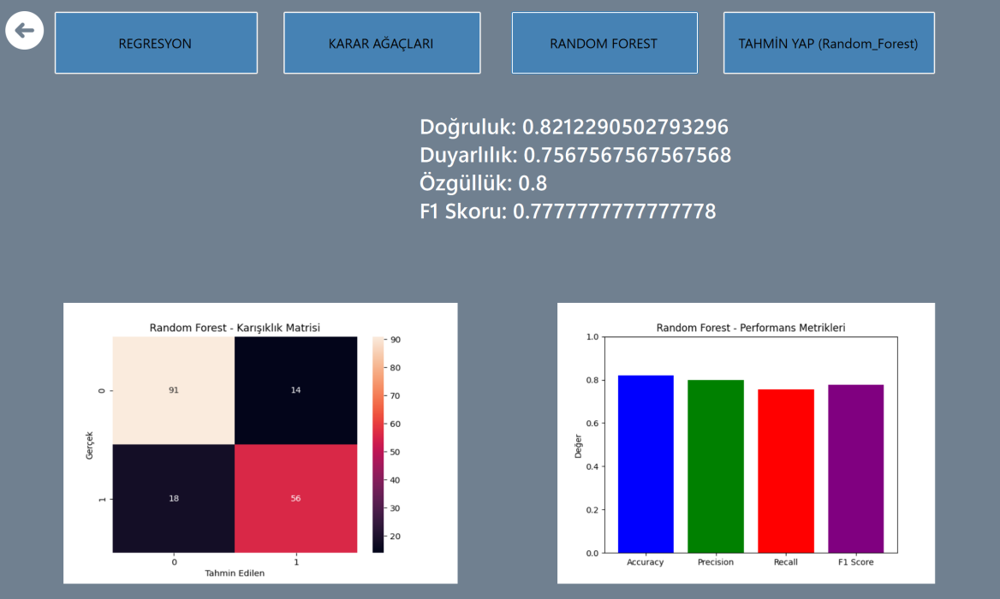 REGRESYON
KARAR AĞAÇLARI
RANDOM FOREST
TAHMİN YAP (Random_Forest)
Doğruluk: 0.8212290502793296
Duyarlılık: 0.7567567567567568
Özgüllük: 0.8
F1 Skoru: 0.7777777777777778
Random Forest - Karışıklık Matrisi
91
14
18
56
0
1
Gerçek
0
1
Tahmin Edilen
90
80
70
60
50
40
30
20
Random Forest - Performans Metrikleri
1.0
0.8
0.6
0.4
0.2
0.0
Değer
Accuracy
Precision
Recall
F1 Score